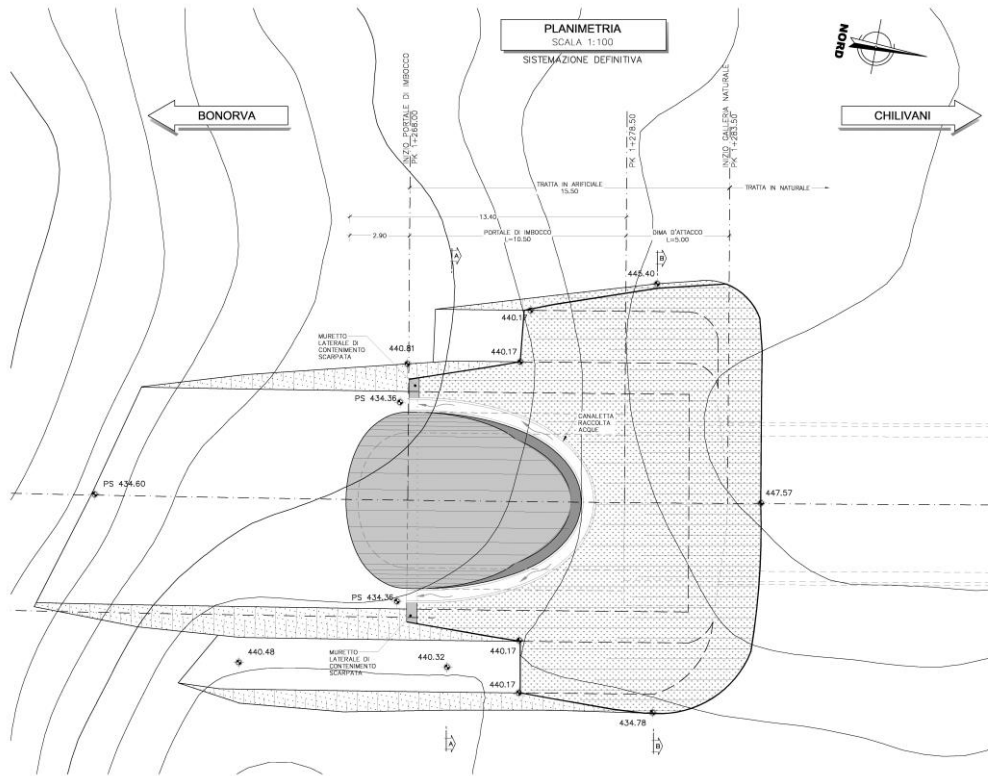 PLANIMETRIA
SCALA 1:100
SISTEMAZIONE DEFINITIVA
NORD
BONORVA
CHILIVANI
INIZIO PORTALE DI IMBOCCO
PK 1+268.00
PK 1+278.50
INIZIO GALLERIA NATURALE
PK 1+283.50
TRATTA IN ARIFICIALE
15.50
TRATTA IN NATURALE
13.40
2.90
PORTALE DI IMBOCCO
L=10.50
DIMA D'ATTACCO
L=5.00
A
B
445.40
440.17
MURETTO
LATERALE DI
CONTENIMENTO
SCARPATA
440.81
440.17
PS 434.36
CANALETTA
RACCOLTA
ACQUE
PS 434.60
447.57
PS 434.36
440.48
MURETTO
LATERALE DI
CONTENIMENTO
SCARPATA
440.32
440.17
440.17
434.78
A
B